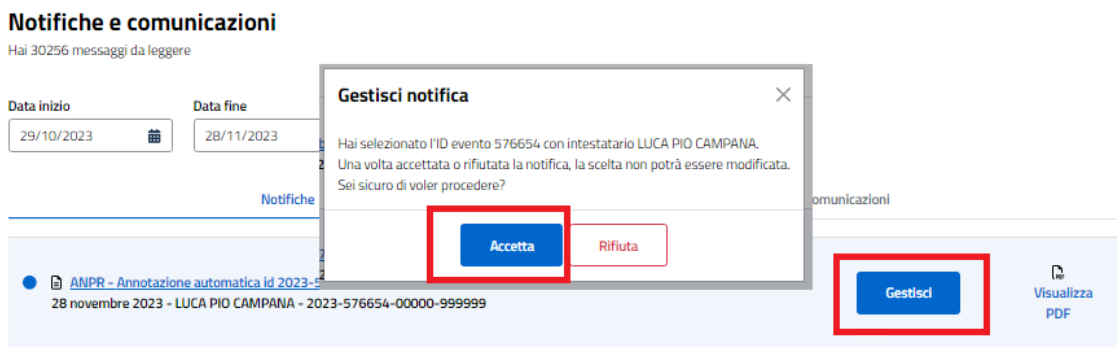 Notifiche e comunicazioni
Hai 30256 messaggi da leggere
Data inizio
Data fine
29/10/2023
28/11/2023
Gestisci notifica
Hai selezionato l'ID evento 576654 con intestatario LUCA PIO CAMPANA.
Una volta accettata o rifiutata la notifica, la scelta non potrà essere modificata.
Sei sicuro di voler procedere?
Accetta
Rifiuta
Notifiche
omunicazioni
ANPR - Annotazione automatica id 2023-5
28 novembre 2023 - LUCA PIO CAMPANA - 2023-576654-00000-999999
Gestisci
Visualizza
PDF